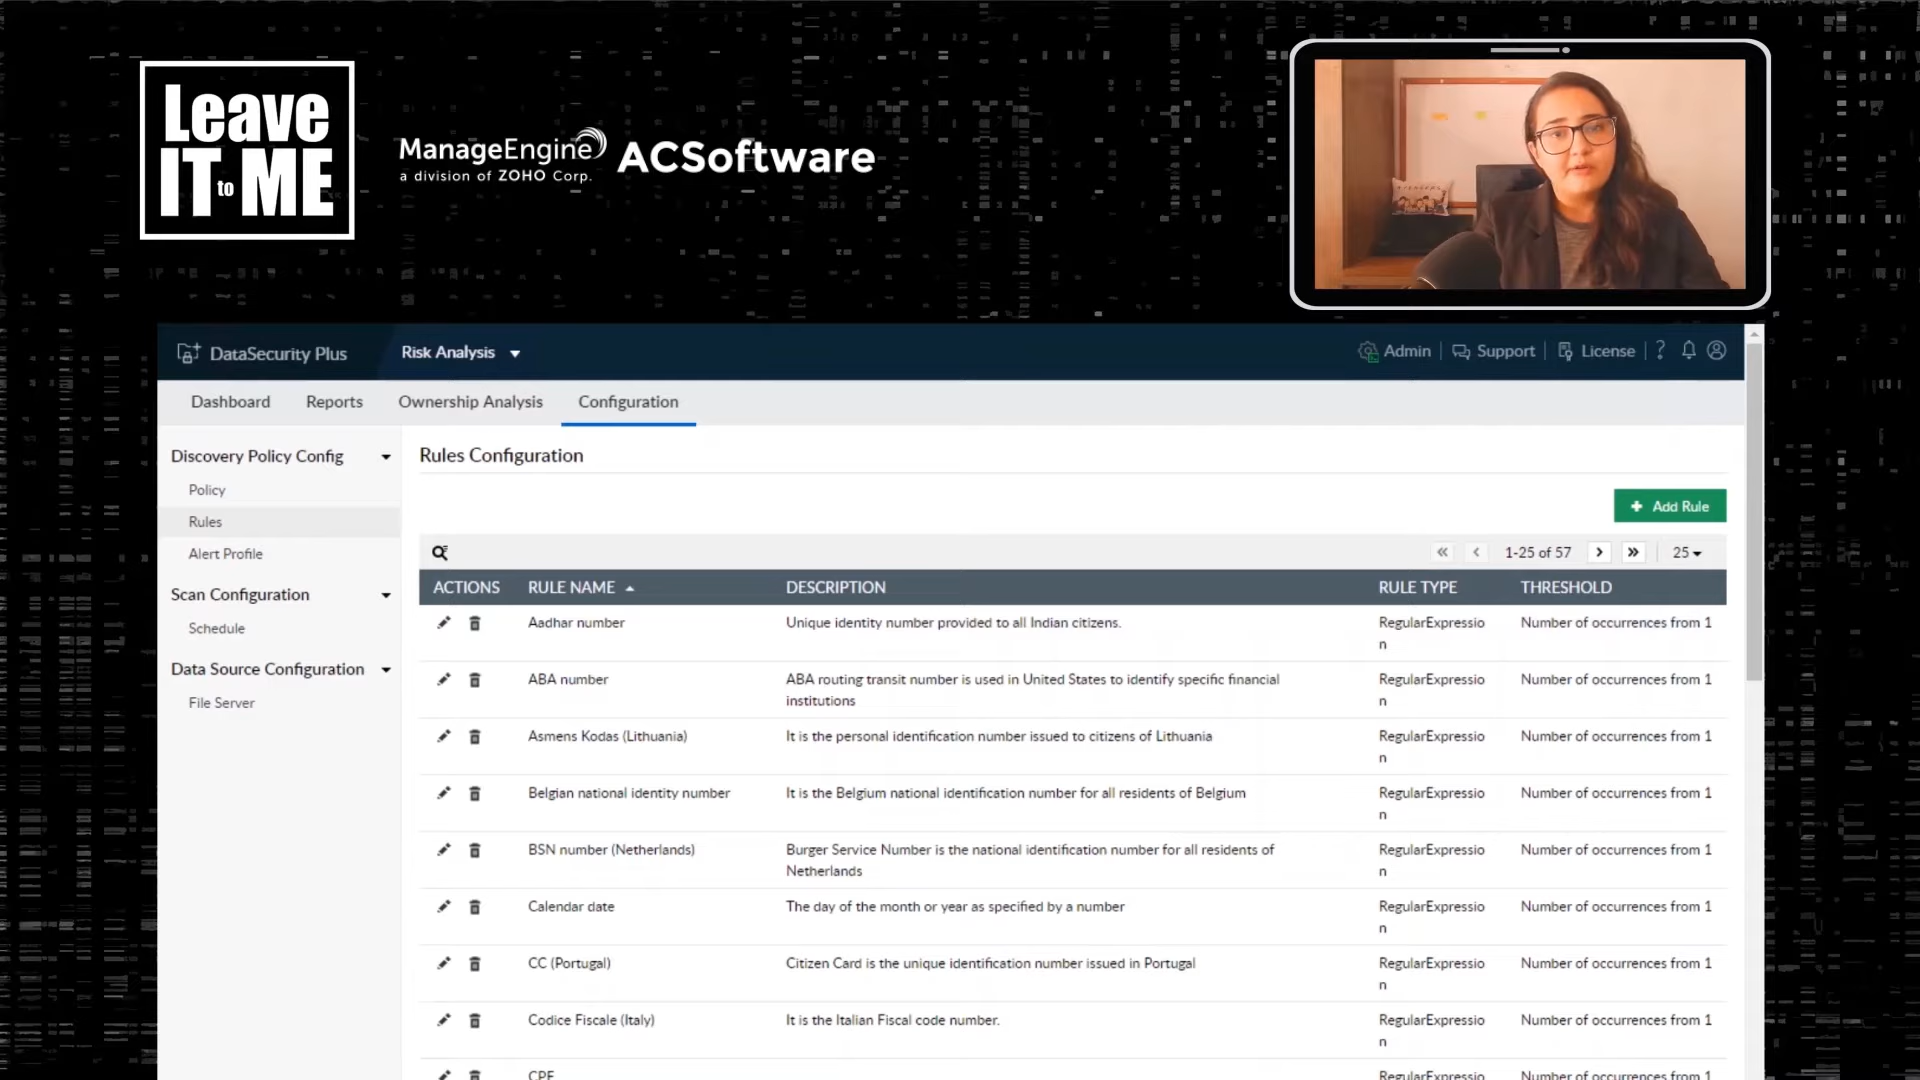 Leave
IT to ME
ManageEngine
a division of ZOHO Corp.
ACSoftware
DataSecurity Plus
Risk Analysis
Admin
Support
License
?
Dashboard
Reports
Ownership Analysis
Configuration
Discovery Policy Config
Policy
Rules
Alert Profile
Scan Configuration
Schedule
Data Source Configuration
File Server
Rules Configuration
+ Add Rule
1-25 of 57
25
ACTIONS RULE NAME DESCRIPTION RULE TYPE THRESHOLD
Aadhar number Unique identity number provided to all Indian citizens. RegularExpressio Number of occurrences from 1
n
ABA number ABA routing transit number is used in United States to identify specific financial RegularExpressio Number of occurrences from 1
institutions n
Asmens Kodas (Lithuania) It is the personal identification number issued to citizens of Lithuania RegularExpressio Number of occurrences from 1
n
Belgian national identity number It is the Belgium national identification number for all residents of Belgium RegularExpressio Number of occurrences from 1
n
BSN number (Netherlands) Burger Service Number is the national identification number for all residents of RegularExpressio Number of occurrences from 1
Netherlands n
Calendar date The day of the month or year as specified by a number RegularExpressio Number of occurrences from 1
n
CC (Portugal) Citizen Card is the unique identification number issued in Portugal RegularExpressio Number of occurrences from 1
n
Codice Fiscale (Italy) It is the Italian Fiscal code number. RegularExpressio Number of occurrences from 1
n
CPF RegularExpressio Number of occurrences from 1